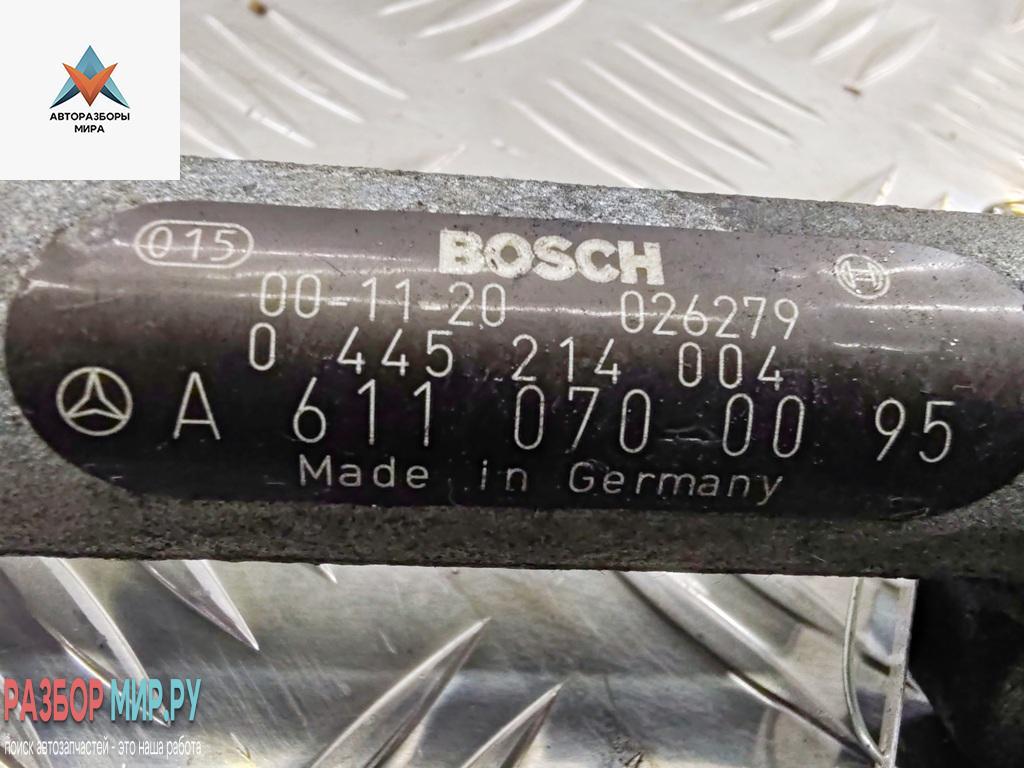 АВТОРАЗБОРЫ
МИРА
015
BOSCH
H
00-11-20 026279
0 445 214 004
A 611 070 00 95
Made in Germany
РАЗБОР МИР.РУ
поиск автозапчастей - это наша работа